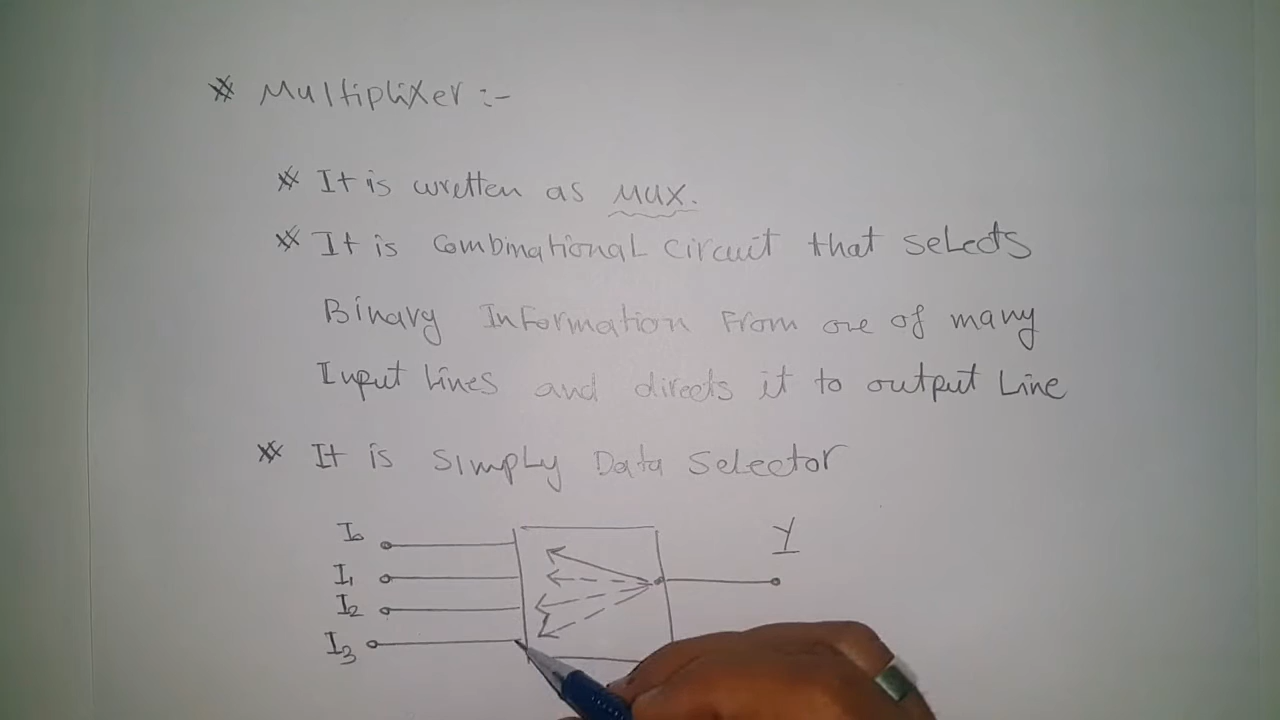 * Multiplixer :-
* It is wretten as MUX.
* It is Combinational Circuit that selects
Binary Information From one of many
Input Lines and directs it to output Line
* It is Simply Data Selector
I0
Y
I1
I2
I3